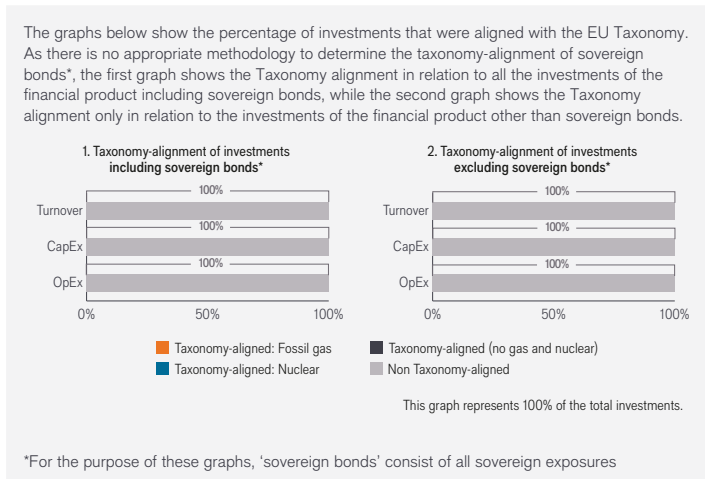 The graphs below show the percentage of investments that were aligned with the EU Taxonomy.
As there is no appropriate methodology to determine the taxonomy-alignment of sovereign
bonds*, the first graph shows the Taxonomy alignment in relation to all the investments of the
financial product including sovereign bonds, while the second graph shows the Taxonomy
alignment only in relation to the investments of the financial product other than sovereign bonds.
1. Taxonomy-alignment of investments
including sovereign bonds*
100%
Turnover
100%
CapEx
100%
OpEx
0% 50% 100%
2. Taxonomy-alignment of investments
excluding sovereign bonds*
100%
Turnover
100%
CapEx
100%
OpEx
0% 50% 100%
Taxonomy-aligned: Fossil gas
Taxonomy-aligned: Nuclear
Taxonomy-aligned (no gas and nuclear)
Non Taxonomy-aligned
This graph represents 100% of the total investments.
*For the purpose of these graphs, ‘sovereign bonds’ consist of all sovereign exposures